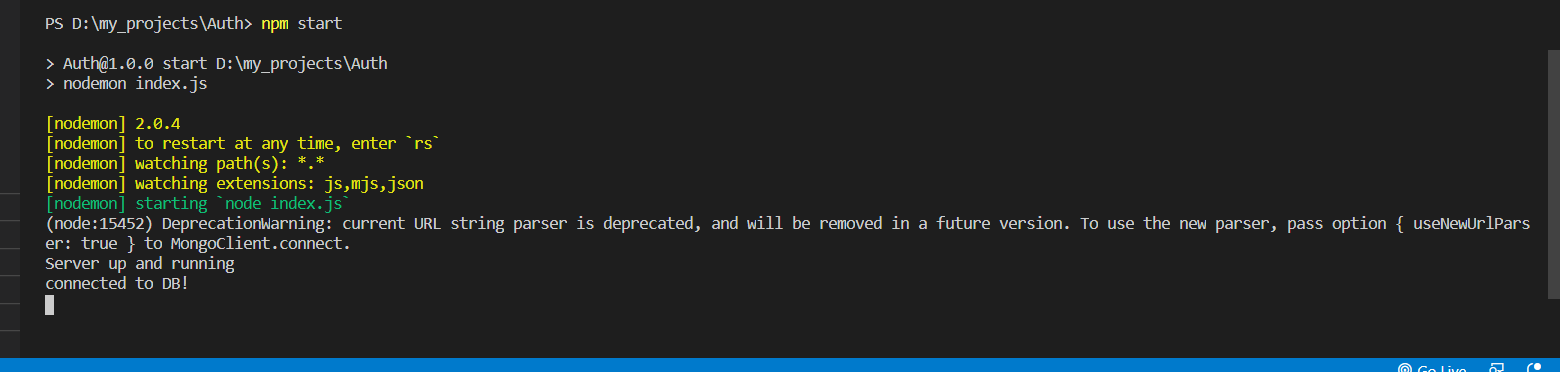 PS D:\my_projects\Auth> npm start
> Auth@1.0.0 start D:\my_projects\Auth
> nodemon index.js
[nodemon] 2.0.4
[nodemon] to restart at any time, enter `rs`
[nodemon] watching path(s): *.*
[nodemon] watching extensions: js,mjs,json
[nodemon] starting `node index.js`
(node:15452) DeprecationWarning: current URL string parser is deprecated, and will be removed in a future version. To use the new parser, pass option { useNewUrlPars
er: true } to MongoClient.connect.
Server up and running
connected to DB!
Go Live